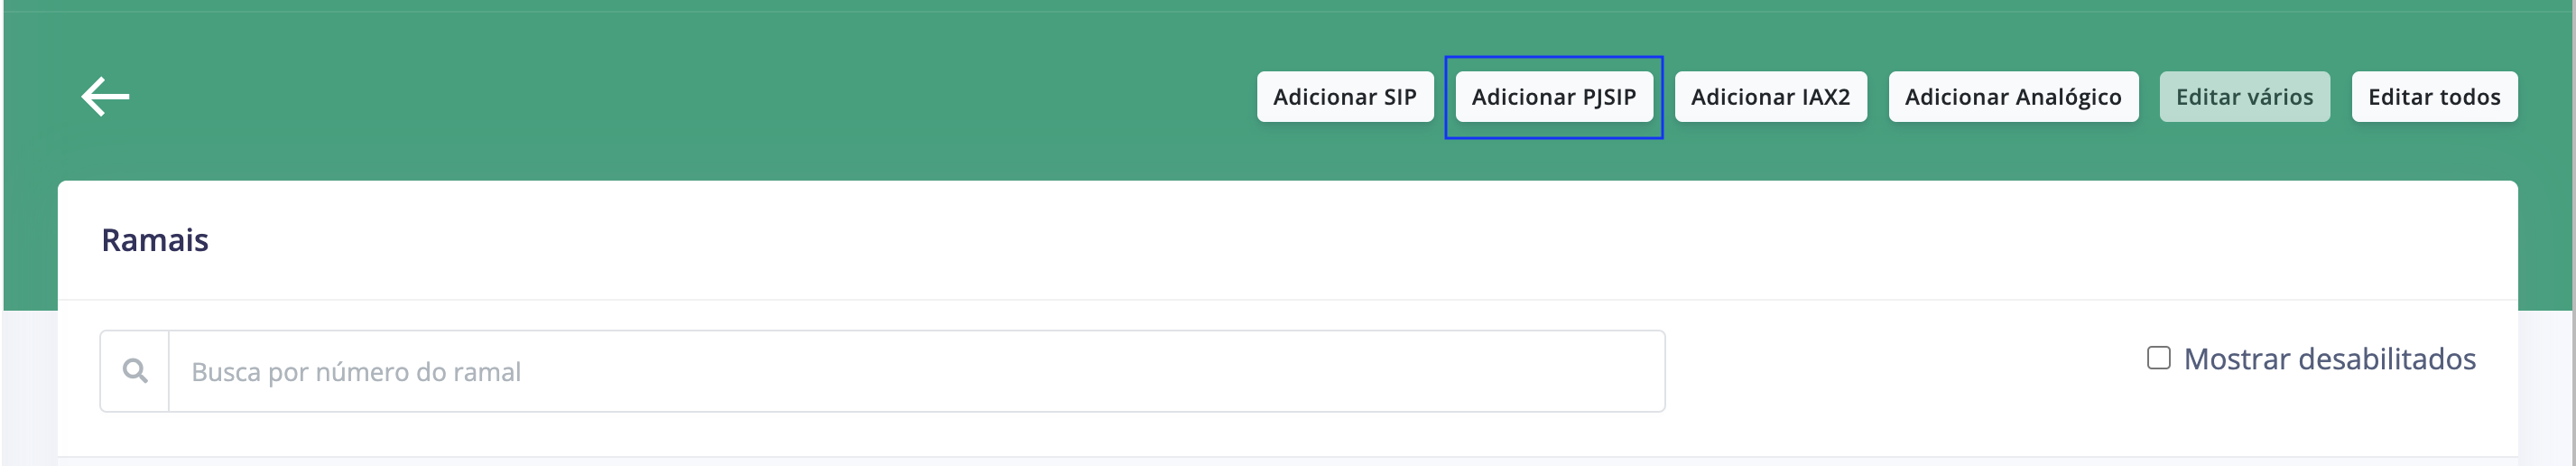 Adicionar SIP Adicionar PJSIP Adicionar IAX2 Adicionar Analógico Editar vários Editar todos
Ramais
Busca por número do ramal
Mostrar desabilitados